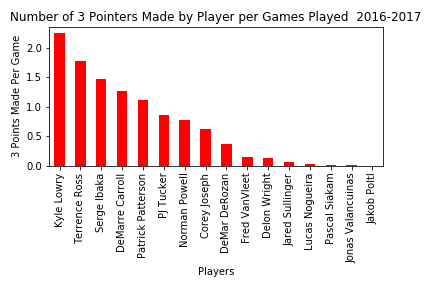 Number of 3 Pointers Made by Player per Games Played  2016-2017
3 Points Made Per Game
2.0
1.5
1.0
0.5
0.0
Kyle Lowry
Terrence Ross
Serge Ibaka
DeMarre Carroll
Patrick Patterson
PJ Tucker
Norman Powell
Corey Joseph
DeMar DeRozan
Fred VanVleet
Delon Wright
Jared Sullinger
Lucas Nogueira
Pascal Siakam
Jonas Valancuinas
Jakob Poltl
Players